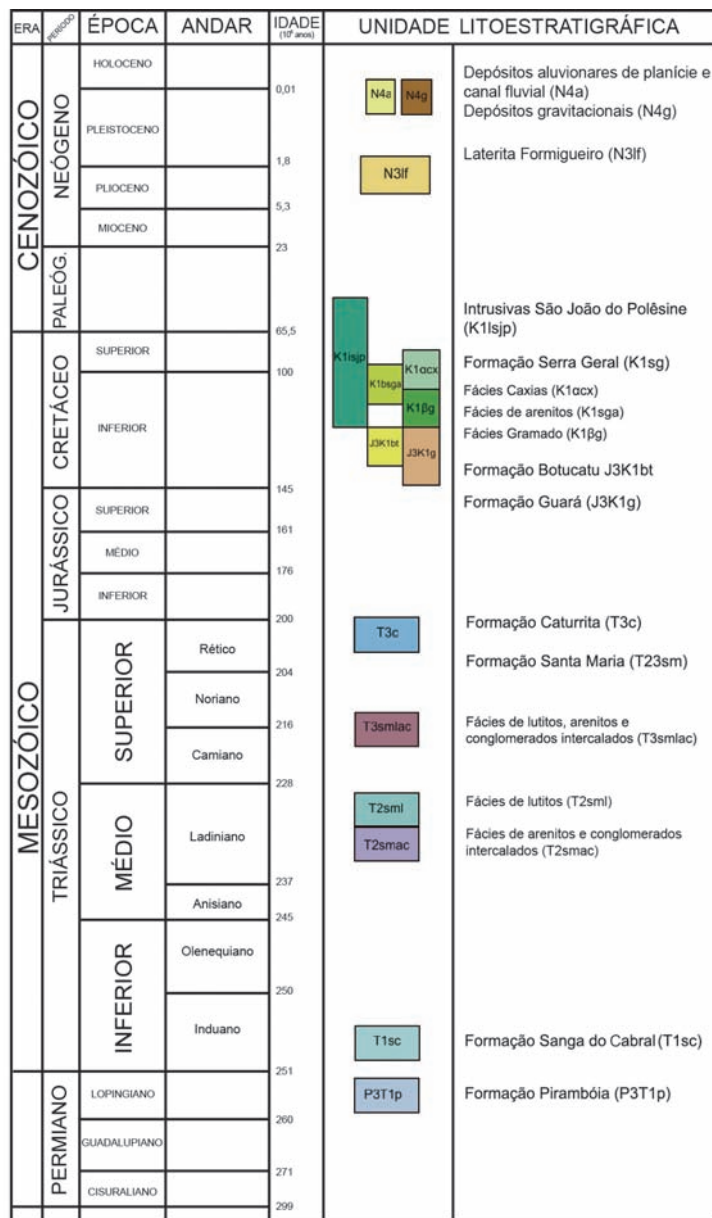 ERA
PERÍODO
ÉPOCA
ANDAR
IDADE
(10⁶ anos)
UNIDADE LITOESTRATIGRÁFICA
CENOZÓICO
NEÓGENO
HOLOCENO
0,01
PLEISTOCENO
1,8
PLIOCENO
5,3
MIOCENO
23
PALEÓG.
65,5
N4a
N4g
Depósitos aluvionares de planície e
canal fluvial (N4a)
Depósitos gravitacionais (N4g)
N3lf
Laterita Formigueiro (N3lf)
MESOZÓICO
CRETÁCEO
SUPERIOR
100
INFERIOR
145
K1isjp
K1bsga
K1αcx
K1βg
J3K1bt
J3K1g
Intrusivas São João do Polêsine
(K1lsjp)
Formação Serra Geral (K1sg)
Fácies Caxias (K1αcx)
Fácies de arenitos (K1sga)
Fácies Gramado (K1βg)
Formação Botucatu J3K1bt
Formação Guará (J3K1g)
JURÁSSICO
SUPERIOR
161
MÉDIO
176
INFERIOR
200
TRIÁSSICO
SUPERIOR
Rético
204
Noriano
216
Carniano
228
T3c
Formação Caturrita (T3c)
Formação Santa Maria (T23sm)
T3smlac
Fácies de lutitos, arenitos e
conglomerados intercalados (T3smlac)
MÉDIO
Ladiniano
237
Anisiano
245
T2sml
Fácies de lutitos (T2sml)
T2smac
Fácies de arenitos e conglomerados
intercalados (T2smac)
INFERIOR
Olenequiano
250
Induano
251
T1sc
Formação Sanga do Cabral (T1sc)
PERMIANO
LOPINGIANO
260
GUADALUPIANO
271
CISURALIANO
299
P3T1p
Formação Pirambóia (P3T1p)